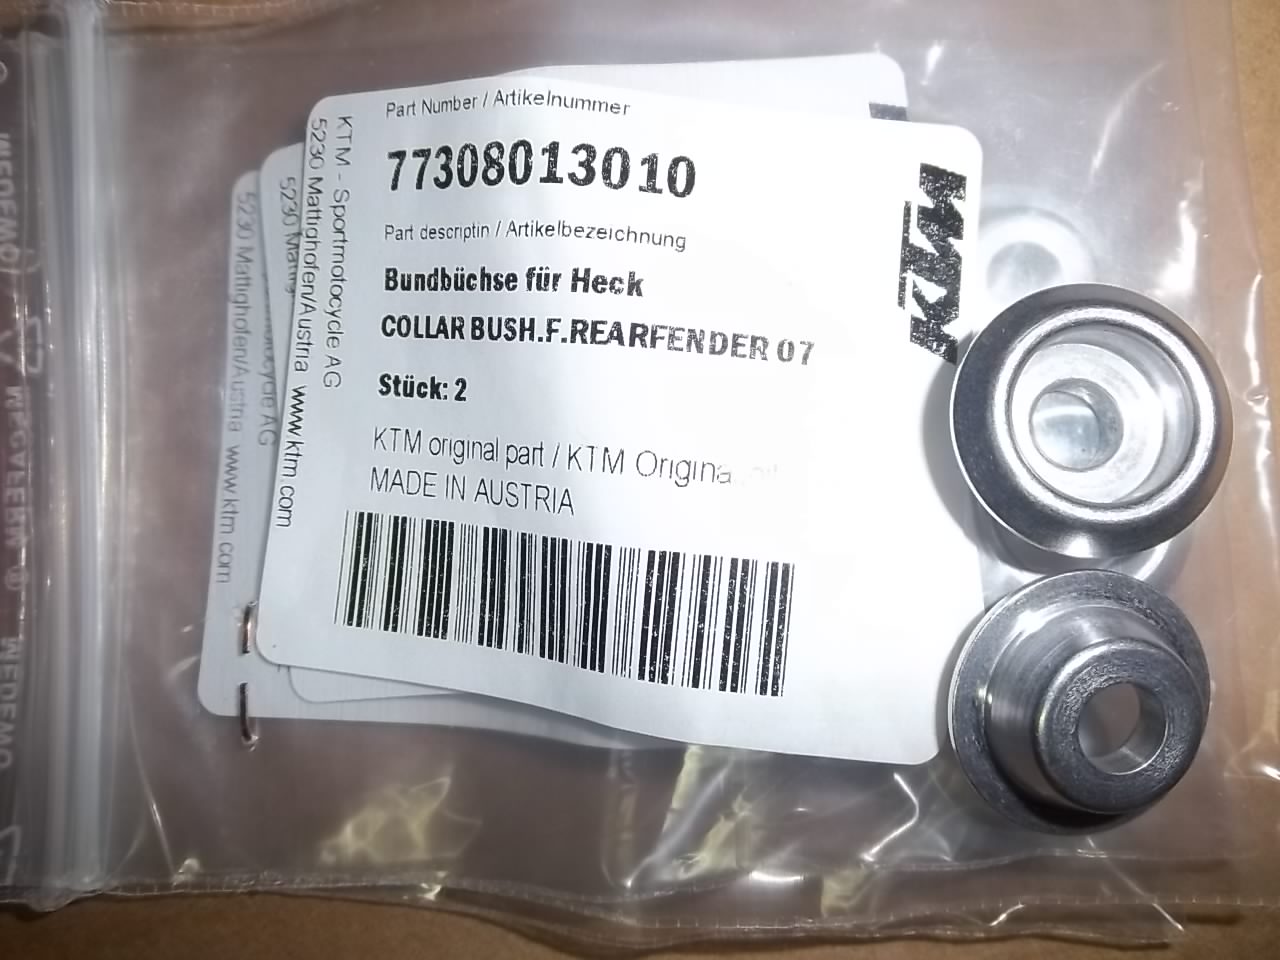 Part Number / Artikelnummer
77308013010
Part descriptin / Artikelbezeichnung
Bundbüchse für Heck
COLLAR BUSH.F.REARFENDER 07
Stück: 2
KTM original part / KTM Origina
MADE IN AUSTRIA
KTM
KTM - Sportmotocycle AG
5230 Mattighofen/Austria www.ktm.com
5230
AG
5230 Mattighofen/Austria www.ktm.com